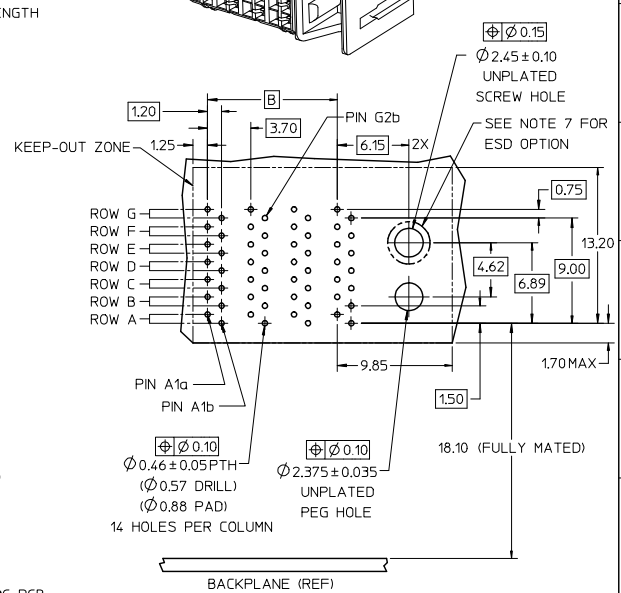 ENGTH
⌖ Ø 0.15
Ø 2.45 ± 0.10
UNPLATED
SCREW HOLE
B
1.20
3.70
PIN G2b
6.15 2X
SEE NOTE 7 FOR
ESD OPTION
KEEP-OUT ZONE
1.25
0.75
ROW G
ROW F
ROW E
ROW D
ROW C
ROW B
ROW A
13.20
4.62
9.00
6.89
9.85
1.70 MAX
PIN A1a
PIN A1b
1.50
18.10 (FULLY MATED)
⌖ Ø 0.10
Ø 0.46 ± 0.05 PTH
(Ø 0.57 DRILL)
(Ø 0.88 PAD)
14 HOLES PER COLUMN
⌖ Ø 0.10
Ø 2.375 ± 0.035
UNPLATED
PEG HOLE
BACKPLANE (REF)